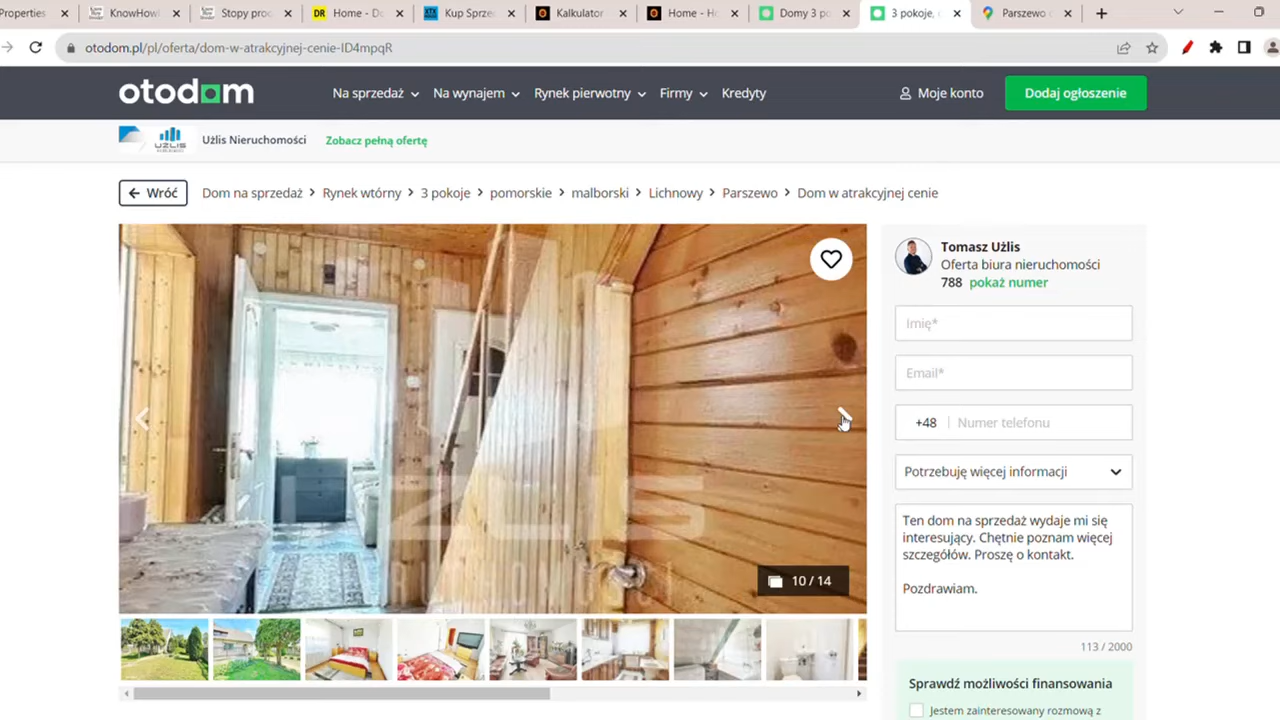 Properties
KnowHow
Stopy proc
DR Home - Do
Kup Sprze
Kalkulator
Home - Ho
Domy 3 po
3 pokoje,
Parszewo
otodom.pl/pl/oferta/dom-w-atrakcyjnej-cenie-ID4mpqR
otodom
Na sprzedaż
Na wynajem
Rynek pierwotny
Firmy
Kredyty
Moje konto
Dodaj ogłoszenie
UŻLIS
Użlis Nieruchomości
Zobacz pełną ofertę
Wróć
Dom na sprzedaż > Rynek wtórny > 3 pokoje > pomorskie > malborski > Lichnowy > Parszewo > Dom w atrakcyjnej cenie
10 / 14
Tomasz Użlis
Oferta biura nieruchomości
788 pokaż numer
Imię*
Email*
+48 Numer telefonu
Potrzebuję więcej informacji
Ten dom na sprzedaż wydaje mi się
interesujący. Chętnie poznam więcej
szczegółów. Proszę o kontakt.
Pozdrawiam.
113 / 2000
Sprawdź możliwości finansowania
Jestem zainteresowany rozmową z